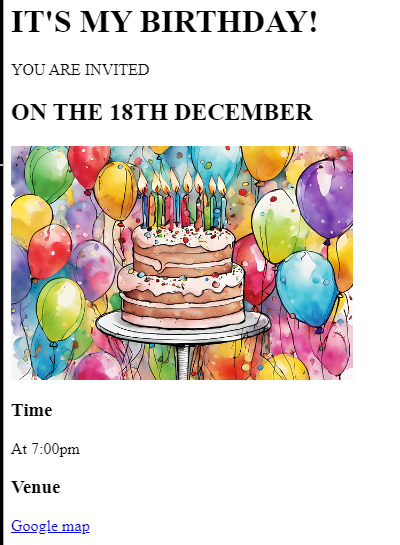 IT'S MY BIRTHDAY!
YOU ARE INVITED
ON THE 18TH DECEMBER
Time
At 7:00pm
Venue
Google map